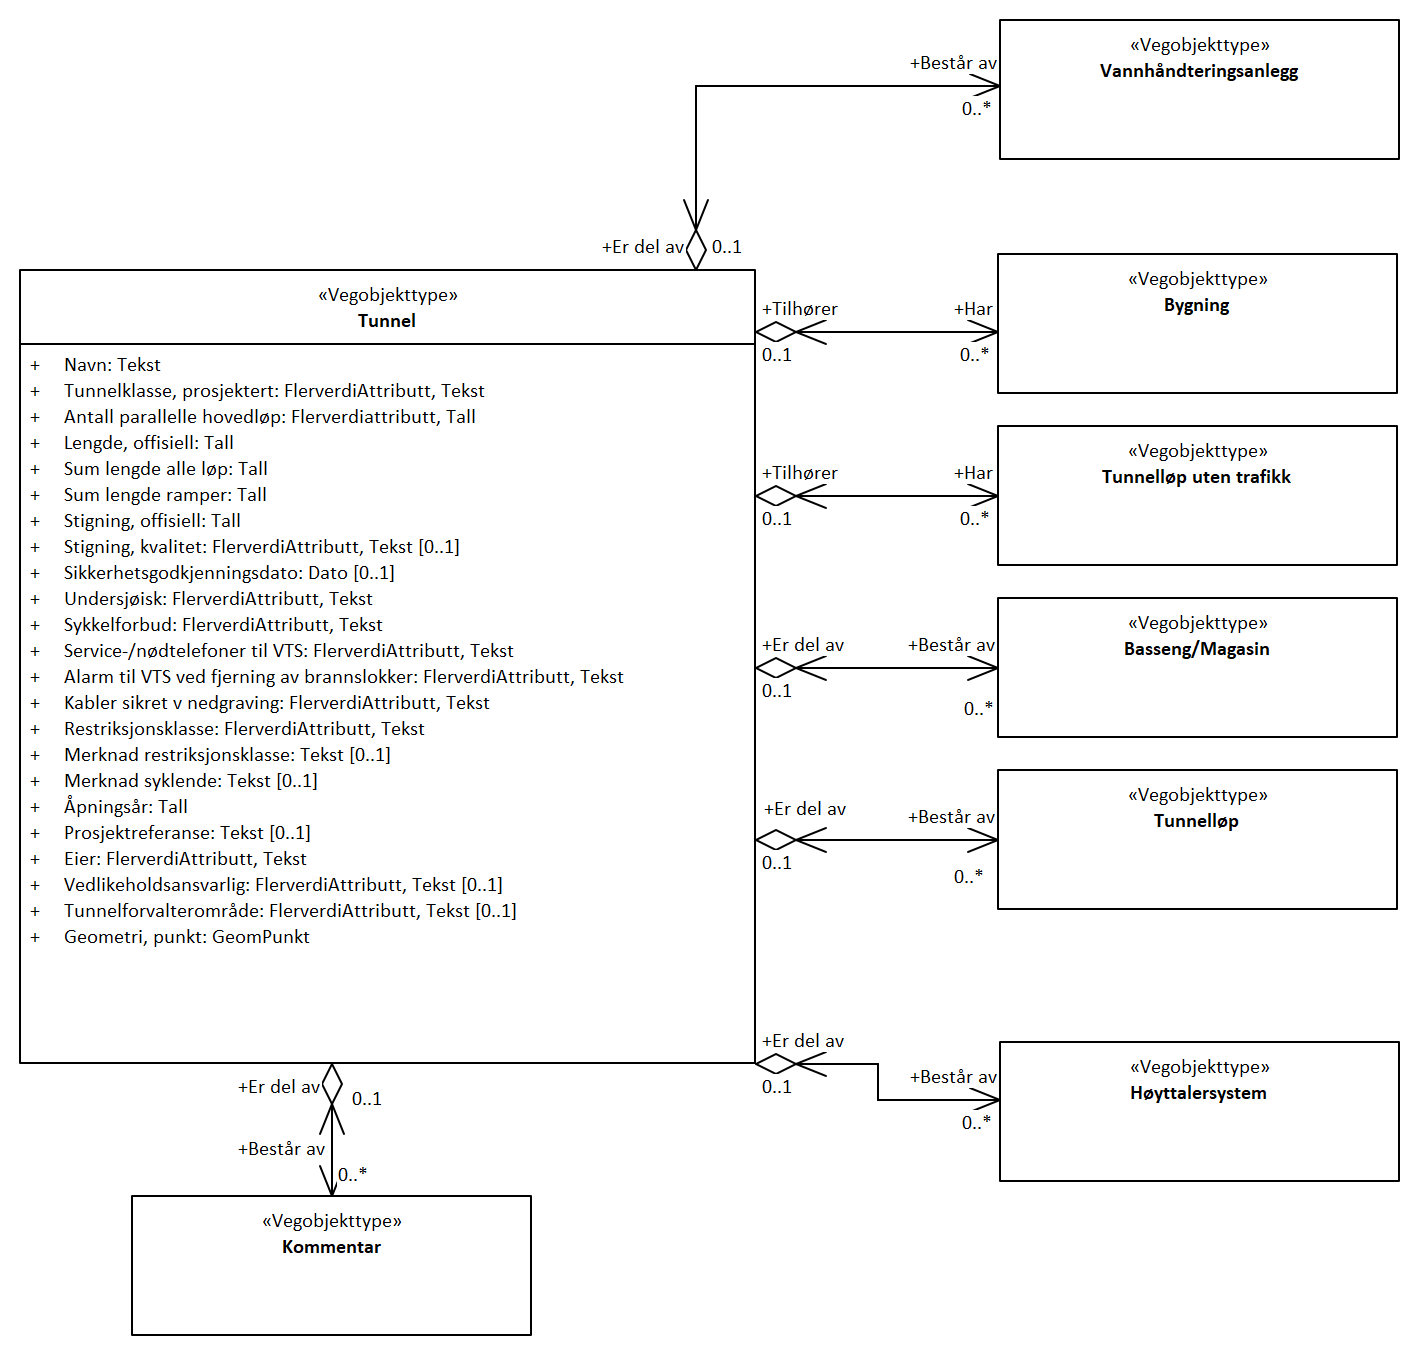 +Består av
0..*
«Vegobjekttype»
Vannhåndteringsanlegg
+Er del av
0..1
«Vegobjekttype»
Tunnel
+ Navn: Tekst
+ Tunnelklasse, prosjektert: FlerverdiAttributt, Tekst
+ Antall parallelle hovedløp: Flerverdiattributt, Tall
+ Lengde, offisiell: Tall
+ Sum lengde alle løp: Tall
+ Sum lengde ramper: Tall
+ Stigning, offisiell: Tall
+ Stigning, kvalitet: FlerverdiAttributt, Tekst [0..1]
+ Sikkerhetsgodkjenningsdato: Dato [0..1]
+ Undersjøisk: FlerverdiAttributt, Tekst
+ Sykkelforbud: FlerverdiAttributt, Tekst
+ Service-/nødtelefoner til VTS: FlerverdiAttributt, Tekst
+ Alarm til VTS ved fjerning av brannslokker: FlerverdiAttributt, Tekst
+ Kabler sikret v nedgraving: FlerverdiAttributt, Tekst
+ Restriksjonsklasse: FlerverdiAttributt, Tekst
+ Merknad restriksjonsklasse: Tekst [0..1]
+ Merknad syklende: Tekst [0..1]
+ Åpningsår: Tall
+ Prosjektreferanse: Tekst [0..1]
+ Eier: FlerverdiAttributt, Tekst
+ Vedlikeholdsansvarlig: FlerverdiAttributt, Tekst [0..1]
+ Tunnelforvalterområde: FlerverdiAttributt, Tekst [0..1]
+ Geometri, punkt: GeomPunkt
+Tilhører
0..1
+Har
0..*
«Vegobjekttype»
Bygning
+Tilhører
0..1
+Har
0..*
«Vegobjekttype»
Tunnelløp uten trafikk
+Er del av
0..1
+Består av
0..*
«Vegobjekttype»
Basseng/Magasin
+Er del av
0..1
+Består av
0..*
«Vegobjekttype»
Tunnelløp
+Er del av
0..1
+Består av
0..*
«Vegobjekttype»
Høyttalersystem
+Er del av
0..1
+Består av
0..*
«Vegobjekttype»
Kommentar